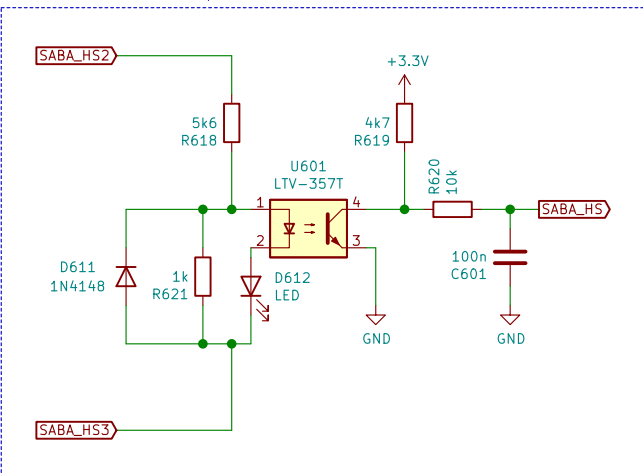 SABA_HS2
+3.3V
5k6
R618
4k7
R619
U601
LTV-357T
R620
10k
1
4
SABA_HS
2
3
D611
1N4148
1k
R621
D612
LED
100n
C601
GND
GND
SABA_HS3